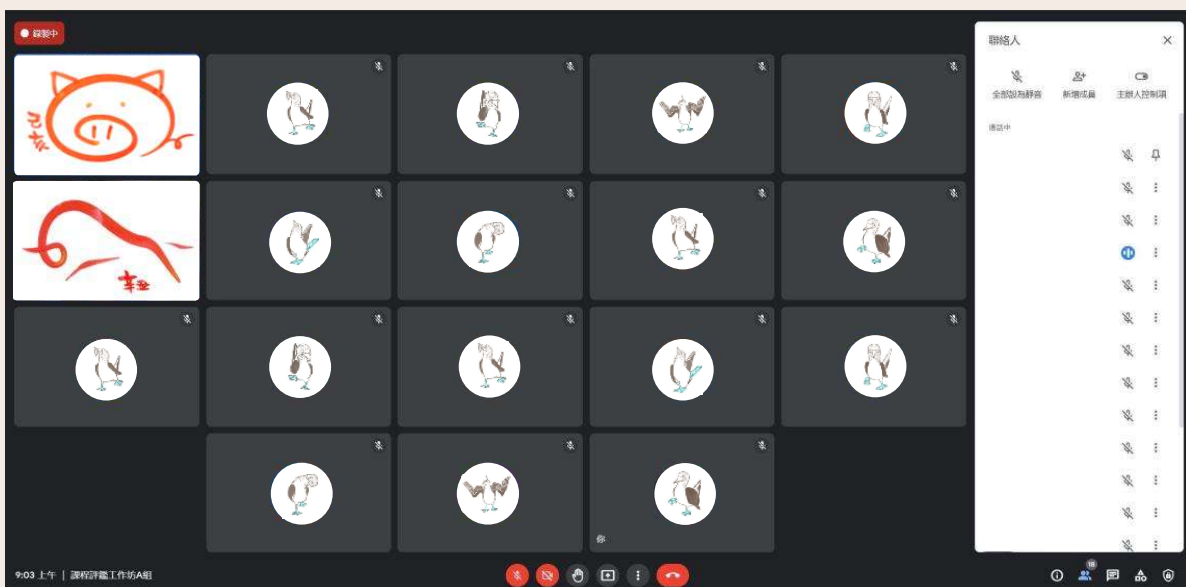 錄製中
聯絡人
全部設為靜音
新增成員
主辦人控制項
通話中
你
9:03 上午 | 課程評鑑工作坊A組
18